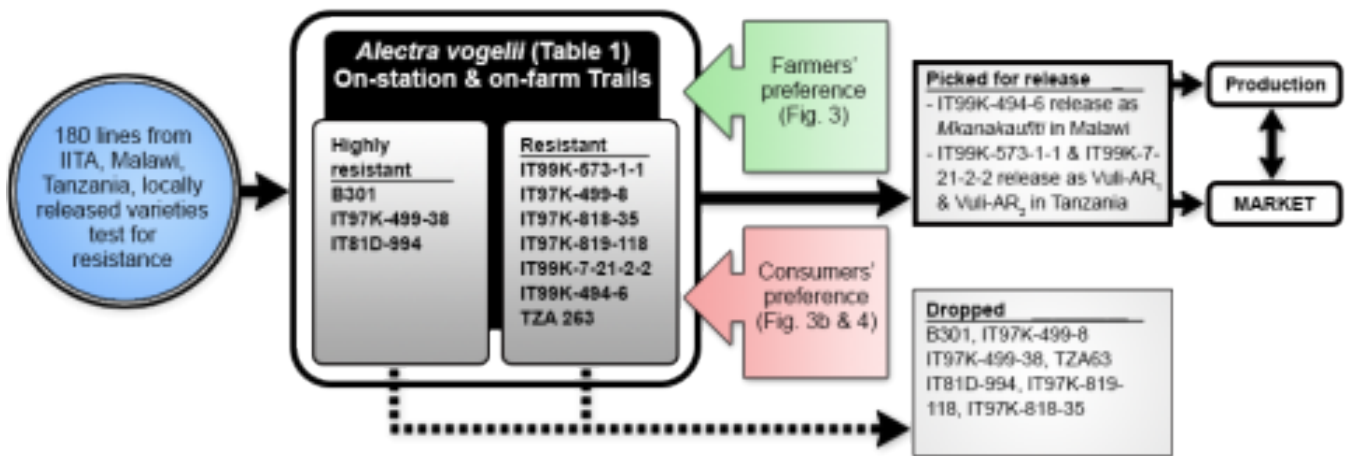 180 lines from
IITA, Malawi,
Tanzania, locally
released varieties
test for
resistance
Alectra vogelii (Table 1)
On-station & on-farm Trails
Highly
resistant
B301
IT97K-499-38
IT81D-994
Resistant
IT99K-573-1-1
IT97K-499-8
IT97K-818-35
IT97K-819-118
IT99K-7-21-2-2
IT99K-494-6
TZA 263
Farmers'
preference
(Fig. 3)
Consumers'
preference
(Fig. 3b & 4)
Picked for release
- IT99K-494-6 release as
Mkanakaufiti in Malawi
- IT99K-573-1-1 & IT99K-7-
21-2-2 release as Vuli-AR₁
& Vuli-AR₂ in Tanzania
Production
MARKET
Dropped
B301, IT97K-499-8
IT97K-499-38, TZA63
IT81D-994, IT97K-819-
118, IT97K-818-35